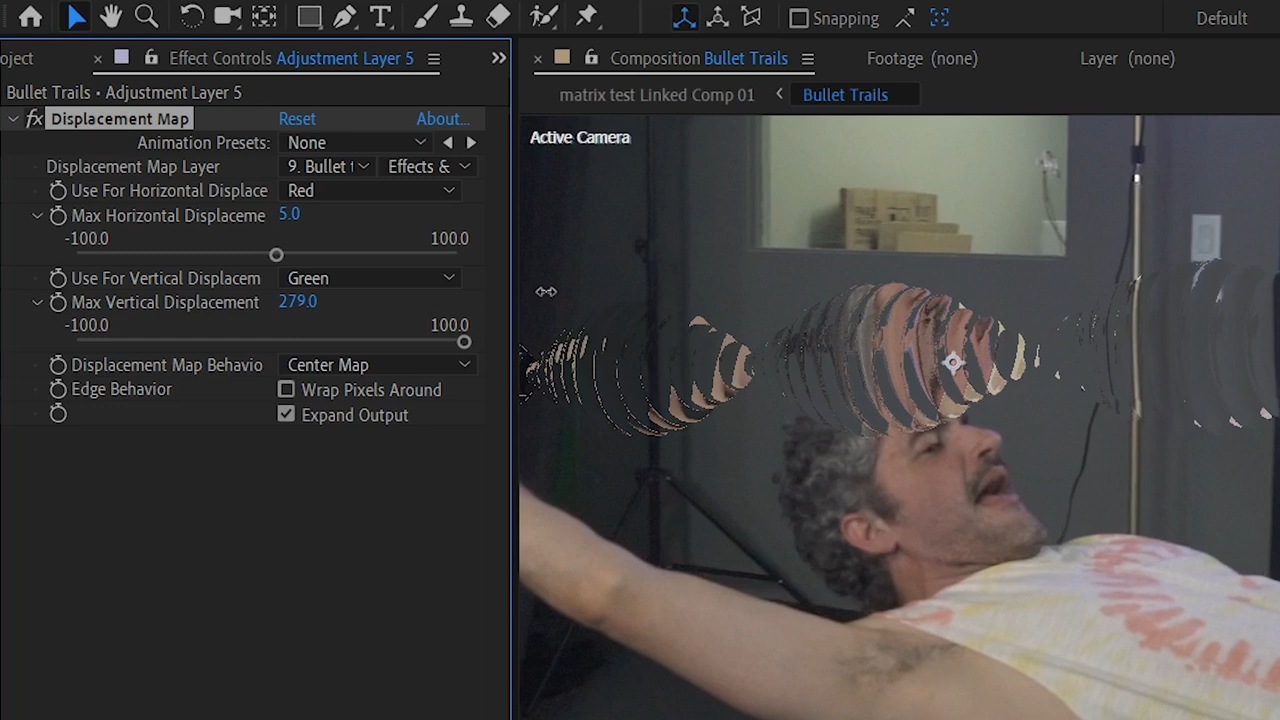 Snapping
Default
oject
Effect Controls Adjustment Layer 5
Composition Bullet Trails
Footage (none)
Layer (none)
Bullet Trails • Adjustment Layer 5
matrix test Linked Comp 01
Bullet Trails
fx Displacement Map
Reset
About...
Active Camera
Animation Presets: None
Displacement Map Layer 9. Bullet t Effects &
Use For Horizontal Displace Red
Max Horizontal Displaceme 5.0
-100.0 100.0
Use For Vertical Displacem Green
Max Vertical Displacement 279.0
-100.0 100.0
Displacement Map Behavio Center Map
Edge Behavior Wrap Pixels Around
Expand Output